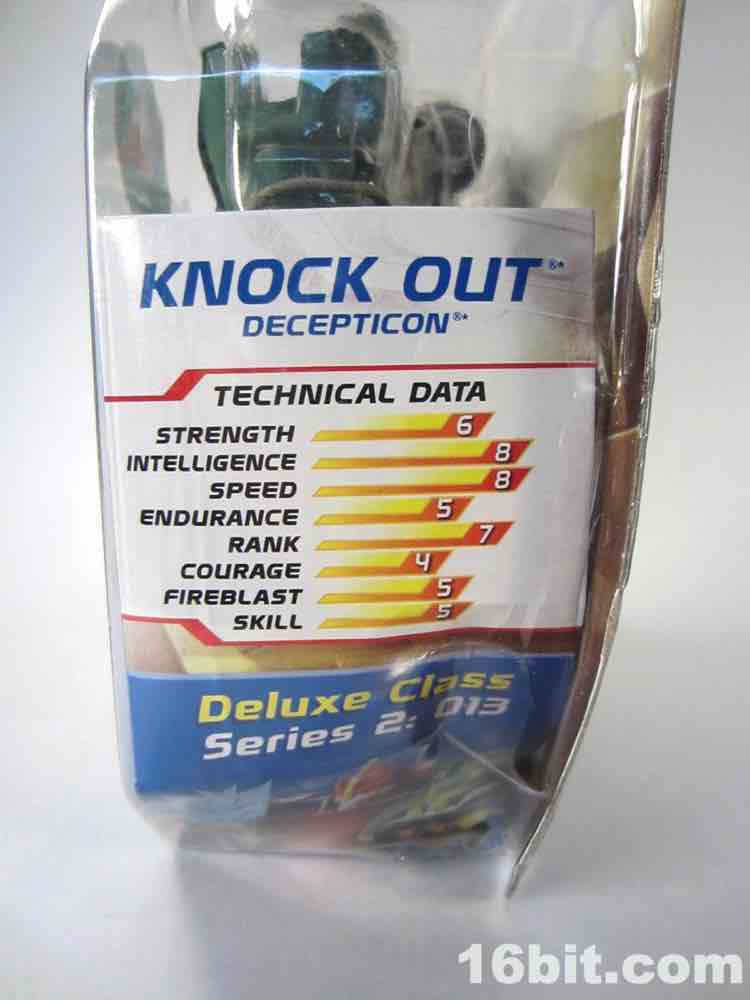 KNOCK OUT®*
DECEPTICON®*
TECHNICAL DATA
STRENGTH 6
INTELLIGENCE 8
SPEED 8
ENDURANCE 5
RANK 7
COURAGE 4
FIREBLAST 5
SKILL 5
Deluxe Class
Series 2: 013
16bit.com